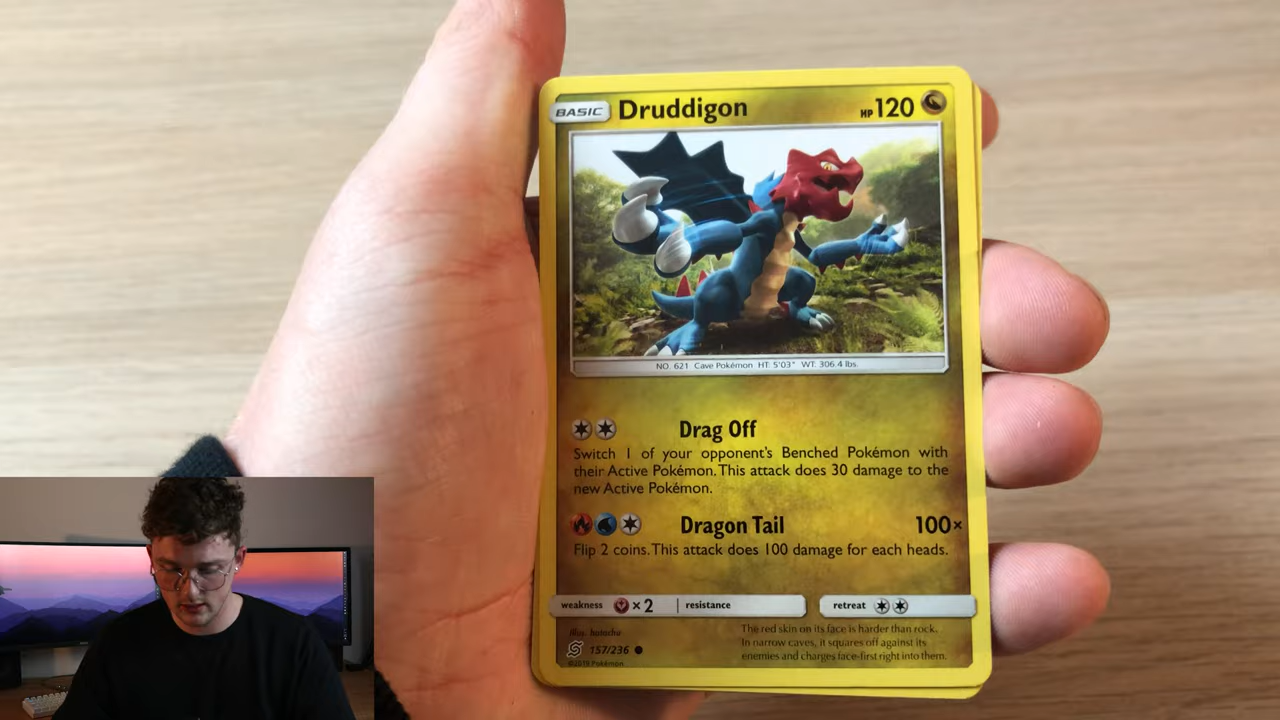 BASIC Druddigon HP 120
NO. 621 Cave Pokémon HT: 5'03" WT: 306.4 lbs.
Drag Off
Switch 1 of your opponent's Benched Pokémon with
their Active Pokémon. This attack does 30 damage to the
new Active Pokémon.
Dragon Tail 100×
Flip 2 coins. This attack does 100 damage for each heads.
weakness ×2 resistance retreat
Illus. hatachu
157/236
©2019 Pokémon
The red skin on its face is harder than rock.
In narrow caves, it squares off against its
enemies and charges face-first right into them.